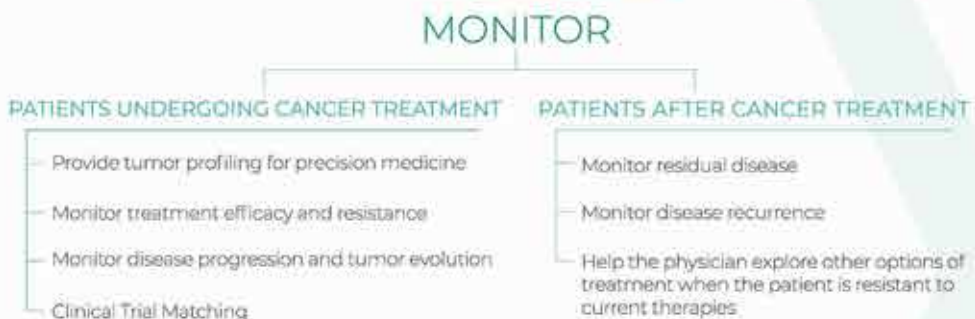 MONITOR
PATIENTS UNDERGOING CANCER TREATMENT
Provide tumor profiling for precision medicine
Monitor treatment efficacy and resistance
Monitor disease progression and tumor evolution
Clinical Trial Matching
PATIENTS AFTER CANCER TREATMENT
Monitor residual disease
Monitor disease recurrence
Help the physician explore other options of
treatment when the patient is resistant to
current therapies